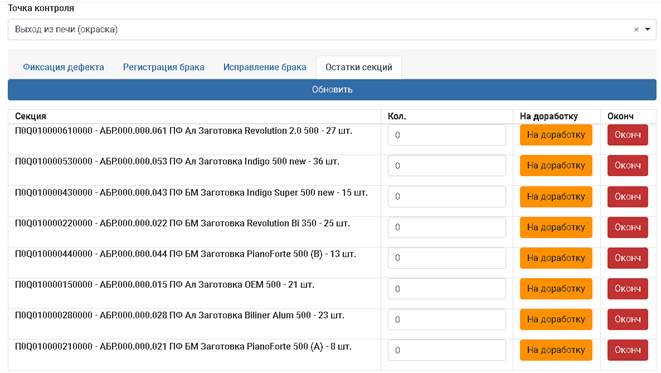 Точка контроля
Выход из печи (окраска)
Фиксация дефекта Регистрация брака Исправление брака Остатки секций
Обновить
Секция Кол. На доработку Оконч
П0Q010000610000 - АБР.000.000.061 ПФ Ал Заготовка Revolution 2.0 500 - 27 шт. 0 На доработку Оконч
П0Q010000530000 - АБР.000.000.053 ПФ Ал Заготовка Indigo 500 new - 36 шт. 0 На доработку Оконч
П0Q010000430000 - АБР.000.000.043 ПФ БМ Заготовка Indigo Super 500 new - 15 шт. 0 На доработку Оконч
П0Q010000220000 - АБР.000.000.022 ПФ БМ Заготовка Revolution Bi 350 - 25 шт. 0 На доработку Оконч
П0Q010000440000 - АБР.000.000.044 ПФ БМ Заготовка PianoForte 500 (B) - 13 шт. 0 На доработку Оконч
П0Q010000150000 - АБР.000.000.015 ПФ Ал Заготовка OEM 500 - 21 шт. 0 На доработку Оконч
П0Q010000280000 - АБР.000.000.028 ПФ Ал Заготовка Biliner Alum 500 - 23 шт. 0 На доработку Оконч
П0Q010000210000 - АБР.000.000.021 ПФ БМ Заготовка PianoForte 500 (A) - 8 шт. 0 На доработку Оконч